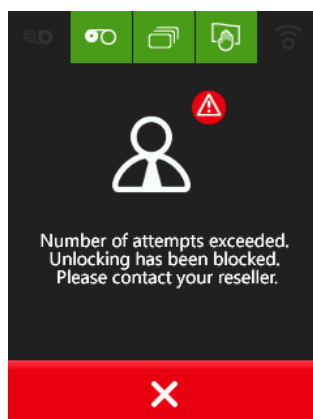 Number of attempts exceeded.
Unlocking has been blocked.
Please contact your reseller.